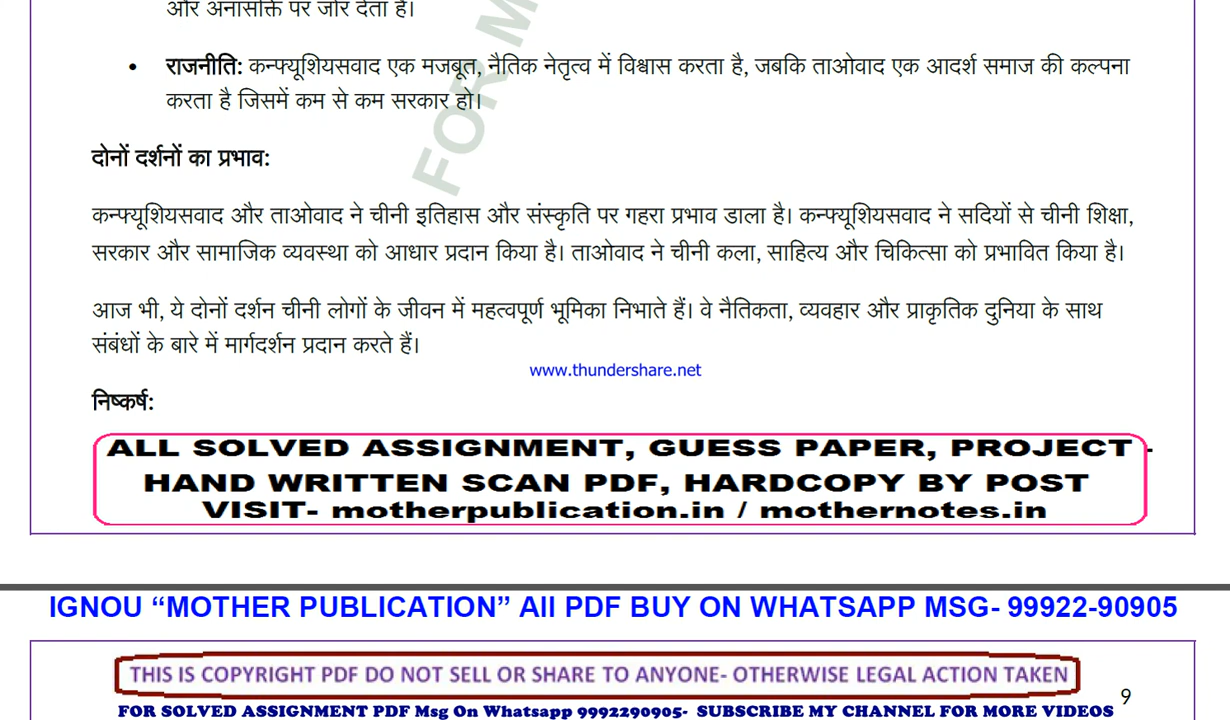 और अनासक्ति पर जोर देता है।
FOR M
• राजनीति: कन्फ्यूशियसवाद एक मजबूत, नैतिक नेतृत्व में विश्वास करता है, जबकि ताओवाद एक आदर्श समाज की कल्पना
करता है जिसमें कम से कम सरकार हो।
दोनों दर्शनों का प्रभाव:
कन्फ्यूशियसवाद और ताओवाद ने चीनी इतिहास और संस्कृति पर गहरा प्रभाव डाला है। कन्फ्यूशियसवाद ने सदियों से चीनी शिक्षा,
सरकार और सामाजिक व्यवस्था को आधार प्रदान किया है। ताओवाद ने चीनी कला, साहित्य और चिकित्सा को प्रभावित किया है।
आज भी, ये दोनों दर्शन चीनी लोगों के जीवन में महत्वपूर्ण भूमिका निभाते हैं। वे नैतिकता, व्यवहार और प्राकृतिक दुनिया के साथ
संबंधों के बारे में मार्गदर्शन प्रदान करते हैं।
www.thundershare.net
निष्कर्ष:
ALL SOLVED ASSIGNMENT, GUESS PAPER, PROJECT -
HAND WRITTEN SCAN PDF, HARDCOPY BY POST
VISIT- motherpublication.in / mothernotes.in
IGNOU “MOTHER PUBLICATION” All PDF BUY ON WHATSAPP MSG- 99922-90905
THIS IS COPYRIGHT PDF DO NOT SELL OR SHARE TO ANYONE- OTHERWISE LEGAL ACTION TAKEN
9
FOR SOLVED ASSIGNMENT PDF Msg On Whatsapp 9992290905- SUBSCRIBE MY CHANNEL FOR MORE VIDEOS